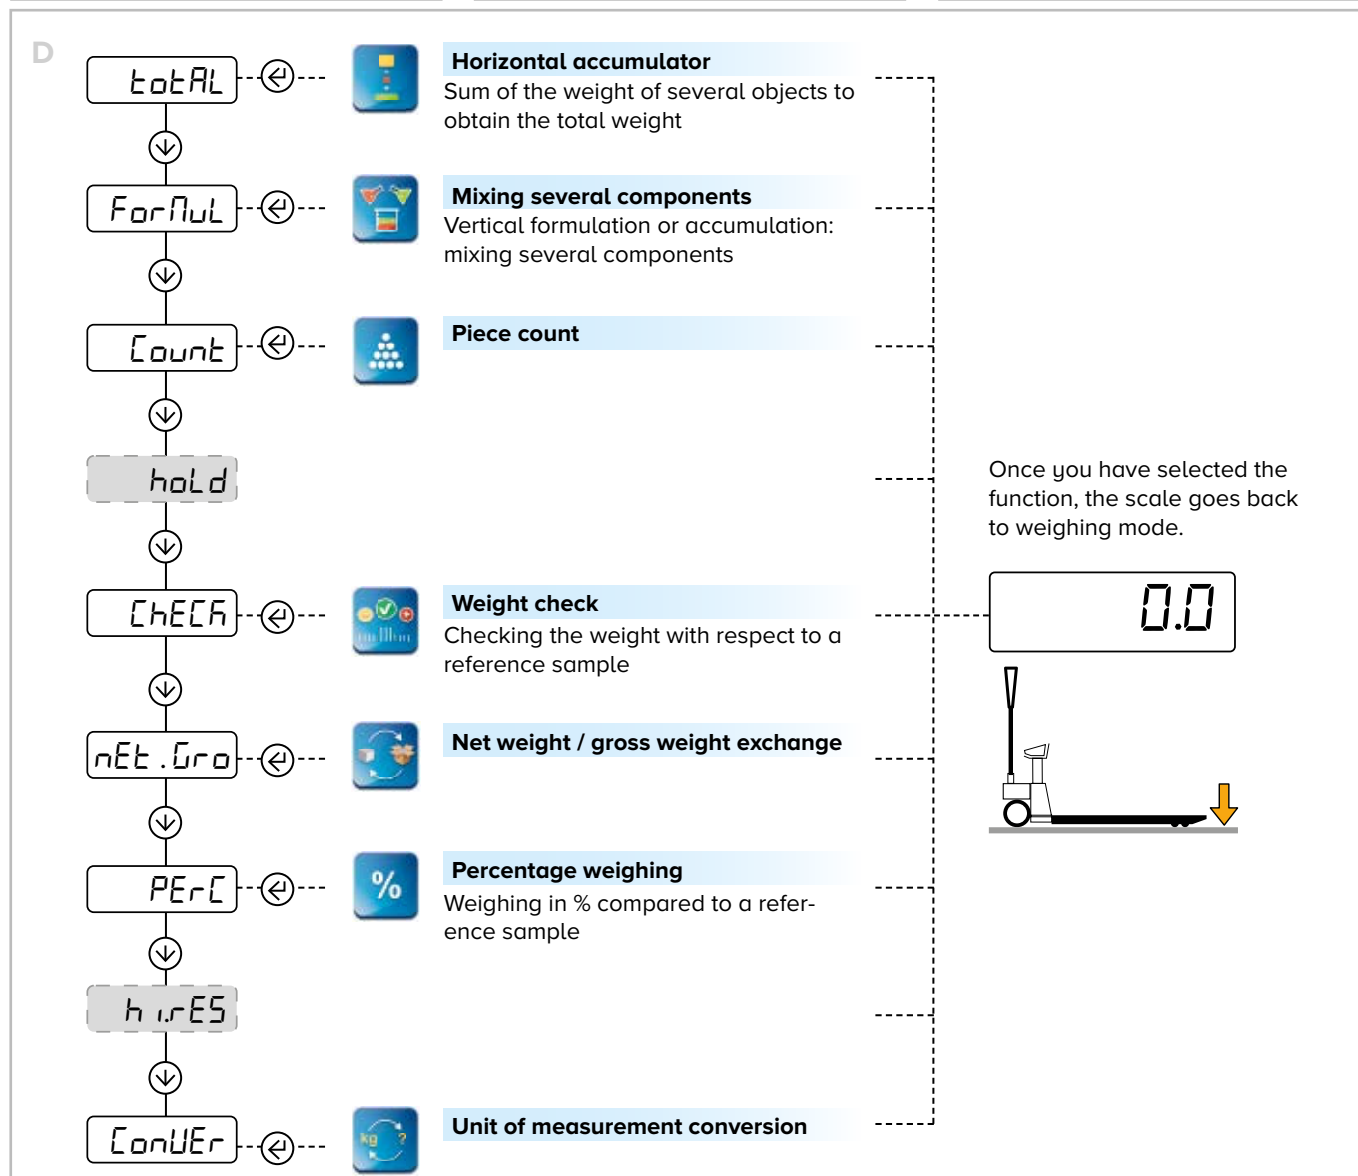 D
totAL
Horizontal accumulator
Sum of the weight of several objects to
obtain the total weight
ForMuL
Mixing several components
Vertical formulation or accumulation:
mixing several components
Count
Piece count
hoLd
Once you have selected the
function, the scale goes back
to weighing mode.
ChECK
Weight check
Checking the weight with respect to a
reference sample
0.0
nEt.Gro
Net weight / gross weight exchange
PErC
%
Percentage weighing
Weighing in % compared to a refer-
ence sample
hi.rES
ConVEr
kg ?
Unit of measurement conversion